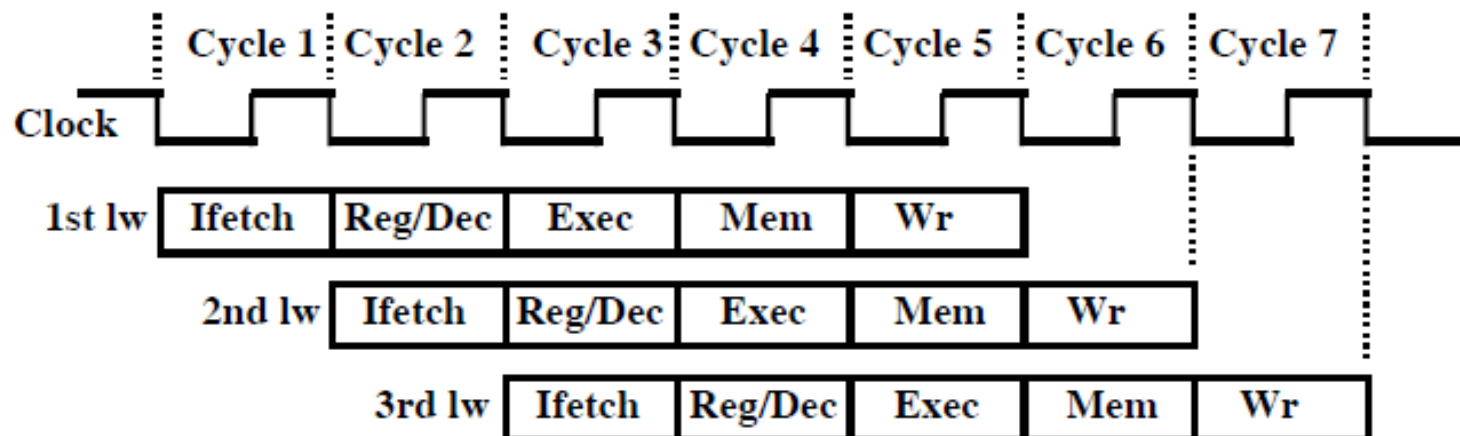 Cycle 1 Cycle 2 Cycle 3 Cycle 4 Cycle 5 Cycle 6 Cycle 7
Clock
1st lw Ifetch Reg/Dec Exec Mem Wr
2nd lw Ifetch Reg/Dec Exec Mem Wr
3rd lw Ifetch Reg/Dec Exec Mem Wr